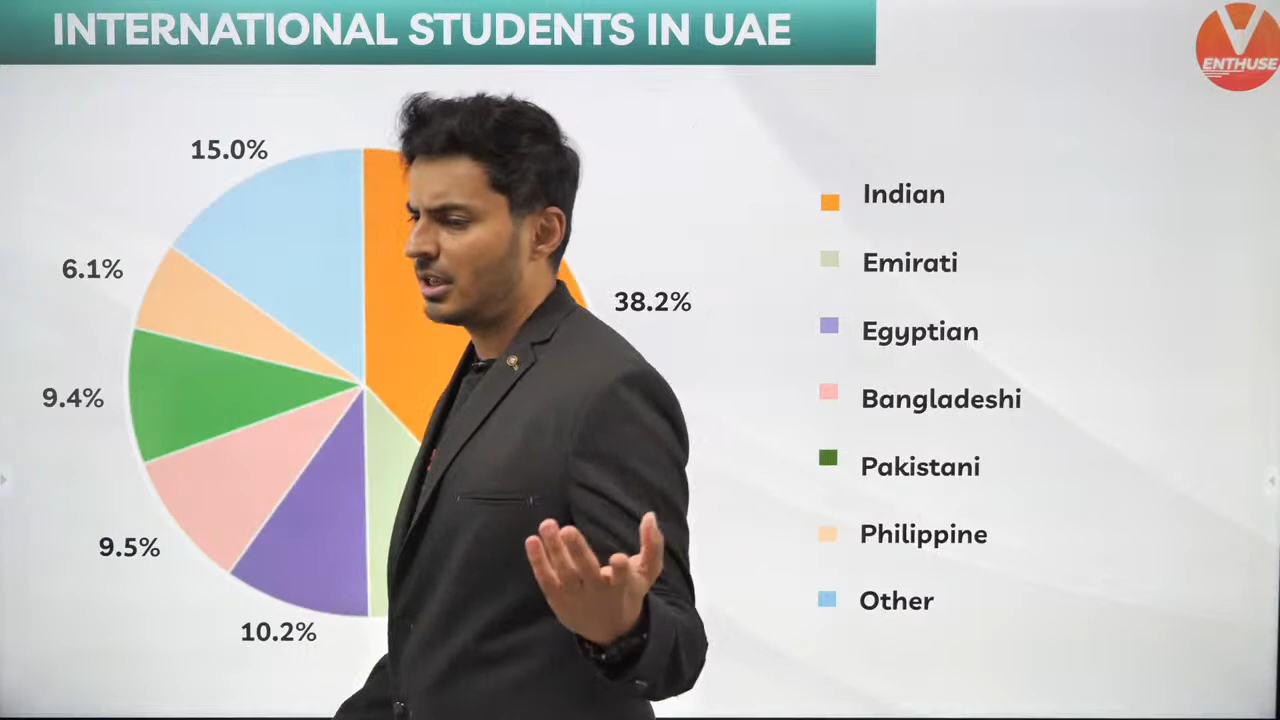 INTERNATIONAL STUDENTS IN UAE
V
ENTHUSE
15.0%
6.1%
38.2%
9.4%
9.5%
10.2%
Indian
Emirati
Egyptian
Bangladeshi
Pakistani
Philippine
Other